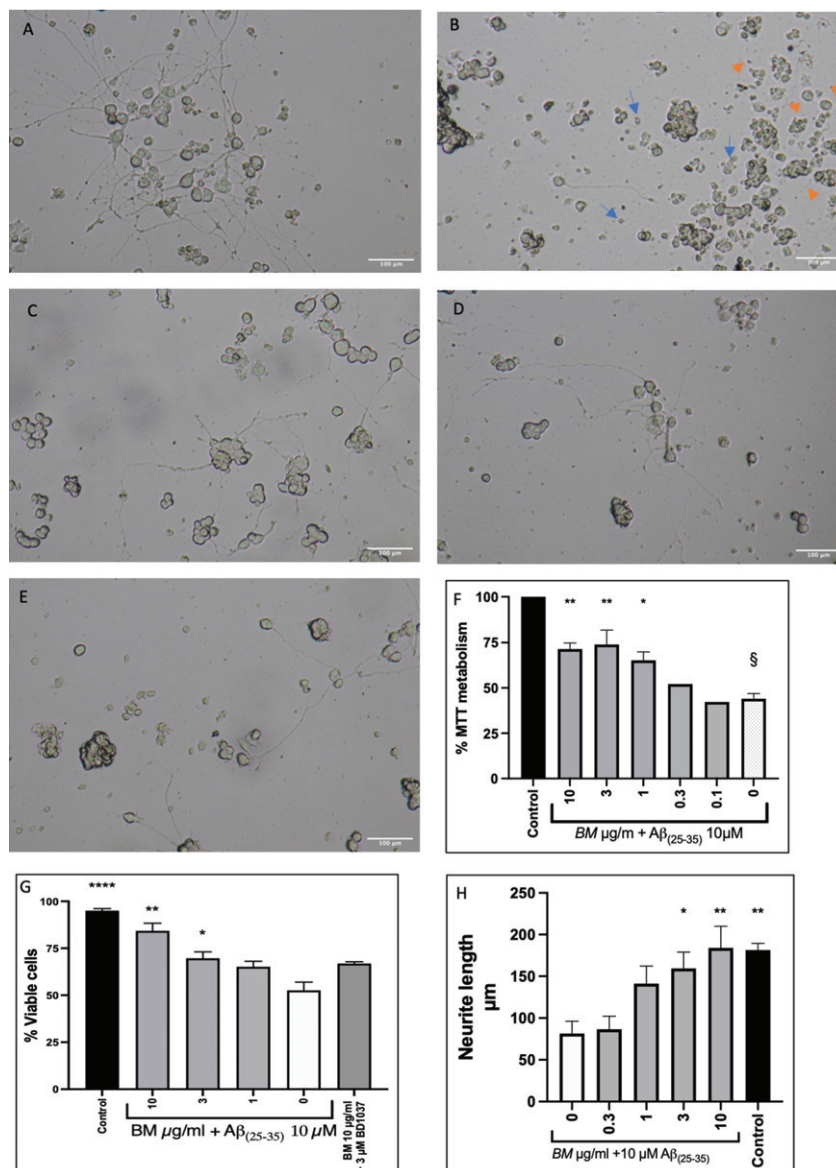 A
100 µm
B
100 µm
C
100 µm
D
100 µm
E
100 µm
F
100
75
50
25
0
% MTT metabolism
** ** * §
Control
10
3
1
0.3
0.1
0
BM µg/m + Aβ(25-35) 10µM
G
100
75
50
25
0
% Viable cells
**** ** *
Control
10
3
1
0
BM µg/ml + Aβ(25-35) 10 µM
BM 10 µg/ml
3 µM BD1037
H
250
200
150
100
50
0
Neurite length
µm
* ** **
0
0.3
1
3
10
Control
BM µg/ml +10 µM Aβ(25-35)